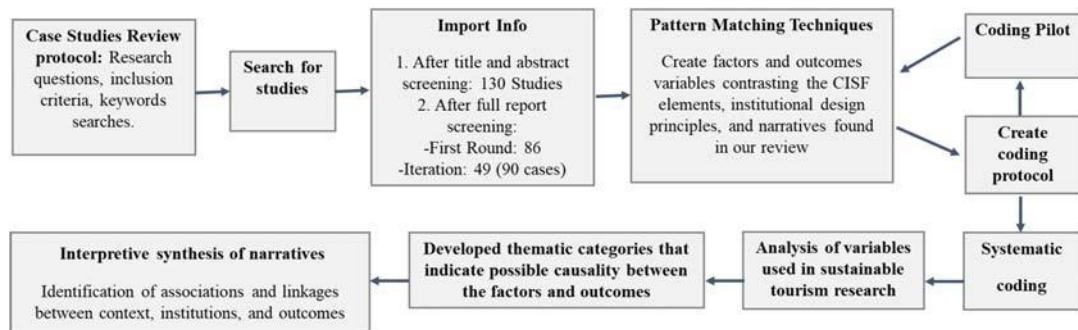 Case Studies Review
protocol: Research
questions, inclusion
criteria, keywords
searches.
Search for
studies
Import Info
1. After title and abstract
screening: 130 Studies
2. After full report
screening:
-First Round: 86
-Iteration: 49 (90 cases)
Pattern Matching Techniques
Create factors and outcomes
variables contrasting the CISF
elements, institutional design
principles, and narratives found
in our review
Coding Pilot
Create
coding
protocol
Systematic
coding
Analysis of variables
used in sustainable
tourism research
Developed thematic categories that
indicate possible causality between
the factors and outcomes
Interpretive synthesis of narratives
Identification of associations and linkages
between context, institutions, and outcomes